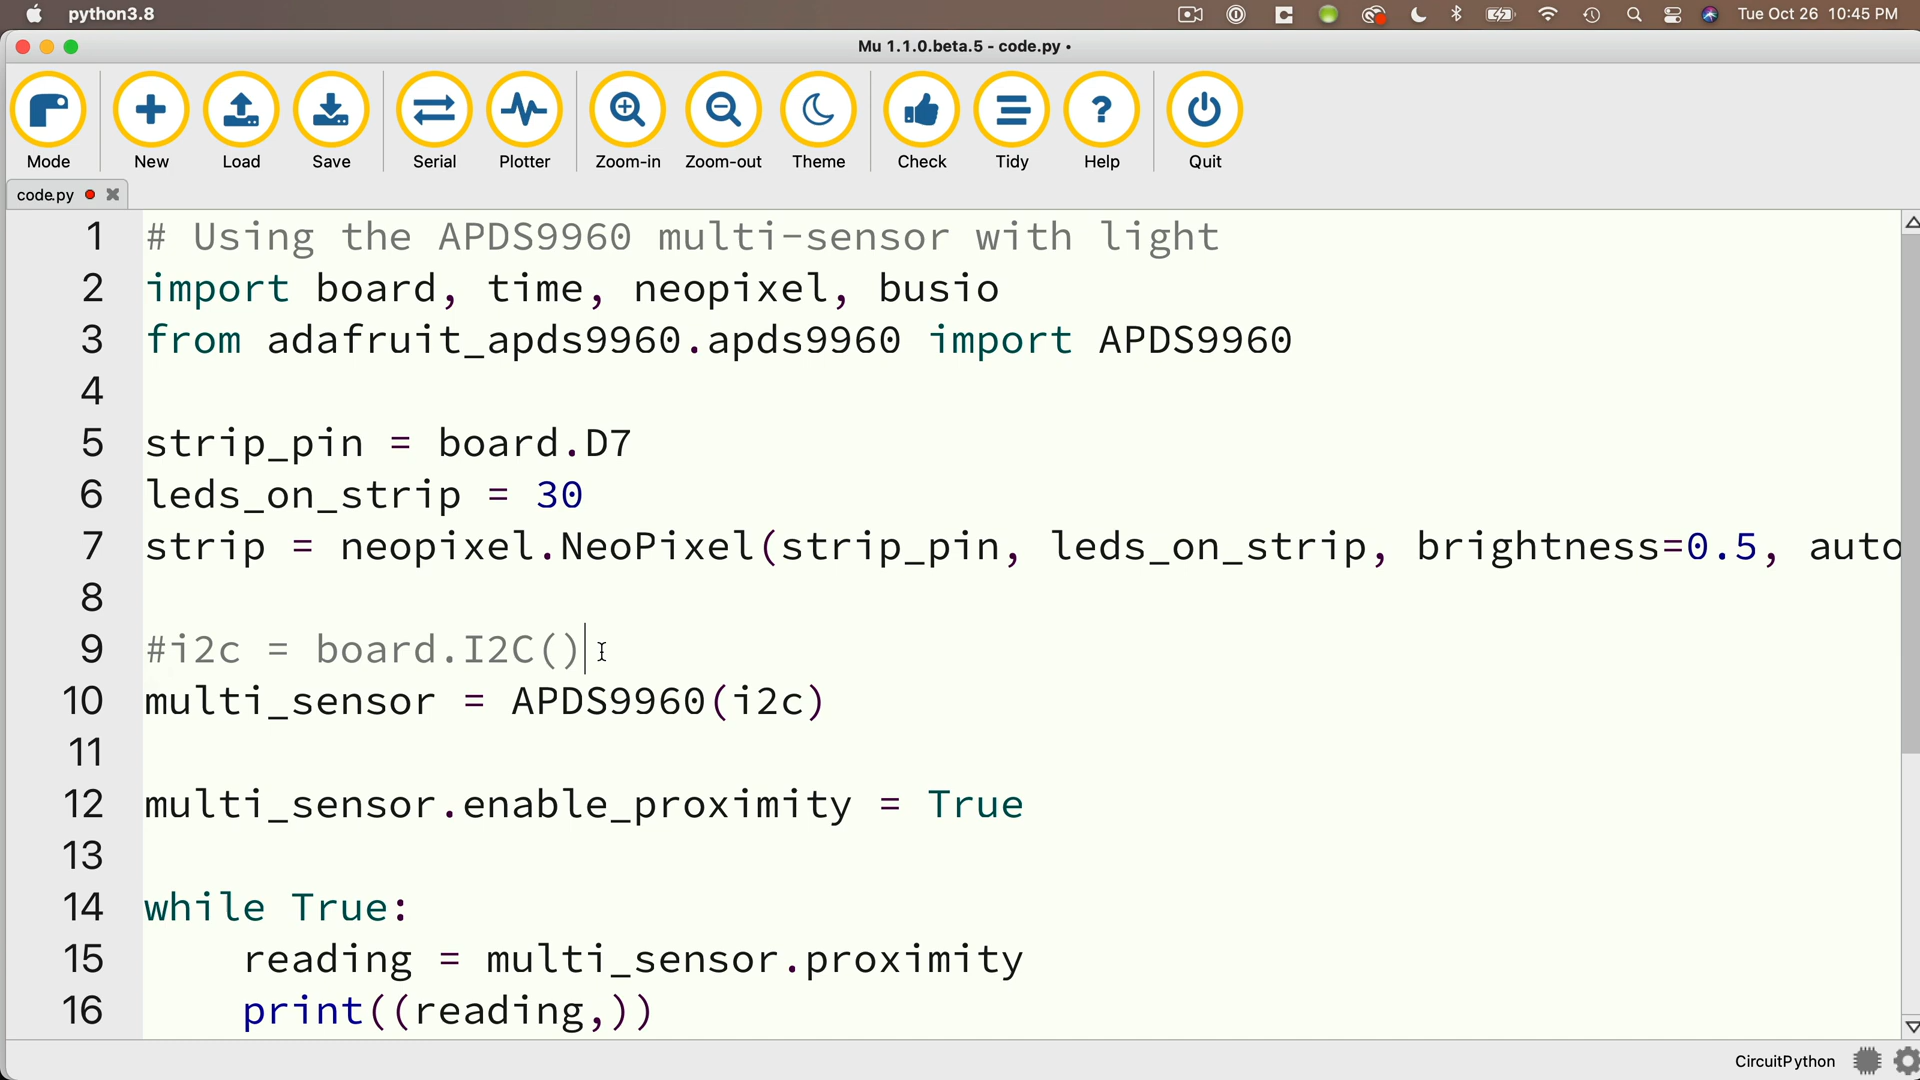 python3.8 Tue Oct 26 10:45 PM
Mu 1.1.0.beta.5 - code.py •
Mode New Load Save Serial Plotter Zoom-in Zoom-out Theme Check Tidy Help Quit
code.py
1 # Using the APDS9960 multi-sensor with light
2 import board, time, neopixel, busio
3 from adafruit_apds9960.apds9960 import APDS9960
4
5 strip_pin = board.D7
6 leds_on_strip = 30
7 strip = neopixel.NeoPixel(strip_pin, leds_on_strip, brightness=0.5, auto
8
9 #i2c = board.I2C()
10 multi_sensor = APDS9960(i2c)
11
12 multi_sensor.enable_proximity = True
13
14 while True:
15     reading = multi_sensor.proximity
16     print((reading,))
CircuitPython